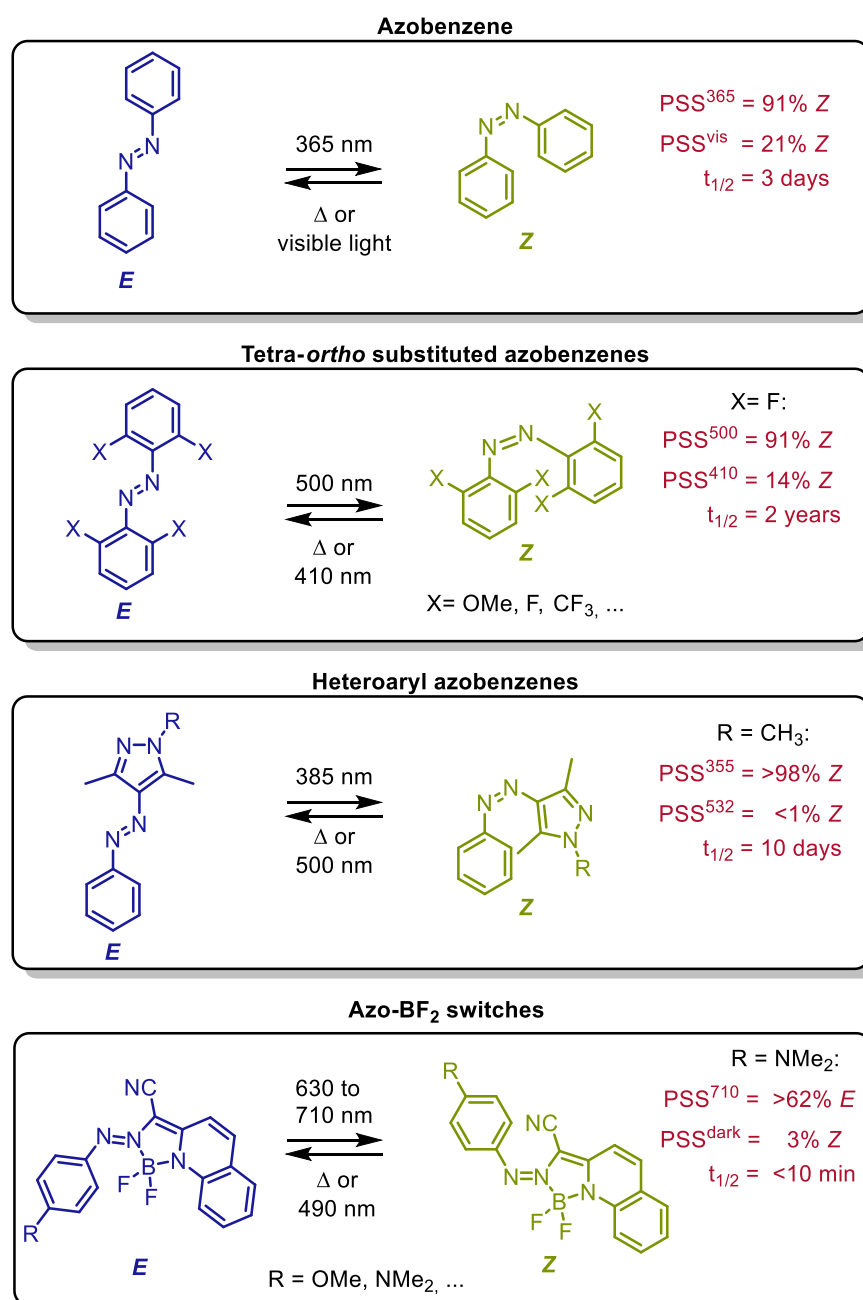 Azobenzene
N
N
E
365 nm
Δ or
visible light
N
N
Z
PSS³⁶⁵ = 91% Z
PSSᵛⁱˢ = 21% Z
t₁/₂ = 3 days
Tetra-ortho substituted azobenzenes
X
X
N
N
X
X
E
500 nm
Δ or
410 nm
X
N
N
X
X
X
Z
X= OMe, F, CF₃, ...
X= F:
PSS⁵⁰⁰ = 91% Z
PSS⁴¹⁰ = 14% Z
t₁/₂ = 2 years
Heteroaryl azobenzenes
R
N
N
N
N
E
385 nm
Δ or
500 nm
N
N
N
N
R
Z
R = CH₃:
PSS³⁵⁵ = >98% Z
PSS⁵³² = <1% Z
t₁/₂ = 10 days
Azo-BF₂ switches
NC
N
N
B
N
F
F
R
E
630 to
710 nm
Δ or
490 nm
R
NC
N
N
B
N
F
F
Z
R = OMe, NMe₂, ...
R = NMe₂:
PSS⁷¹⁰ = >62% E
PSSᵈᵃʳᵏ = 3% Z
t₁/₂ = <10 min